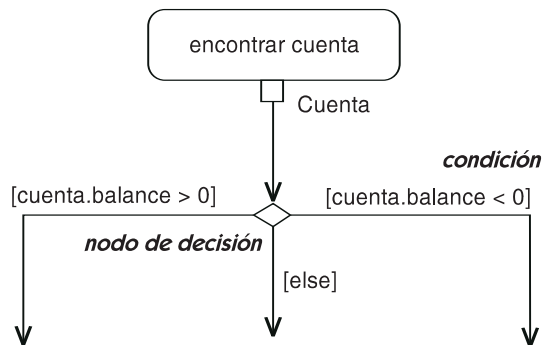 encontrar cuenta
Cuenta
condición
[cuenta.balance > 0]
[cuenta.balance < 0]
nodo de decisión
[else]